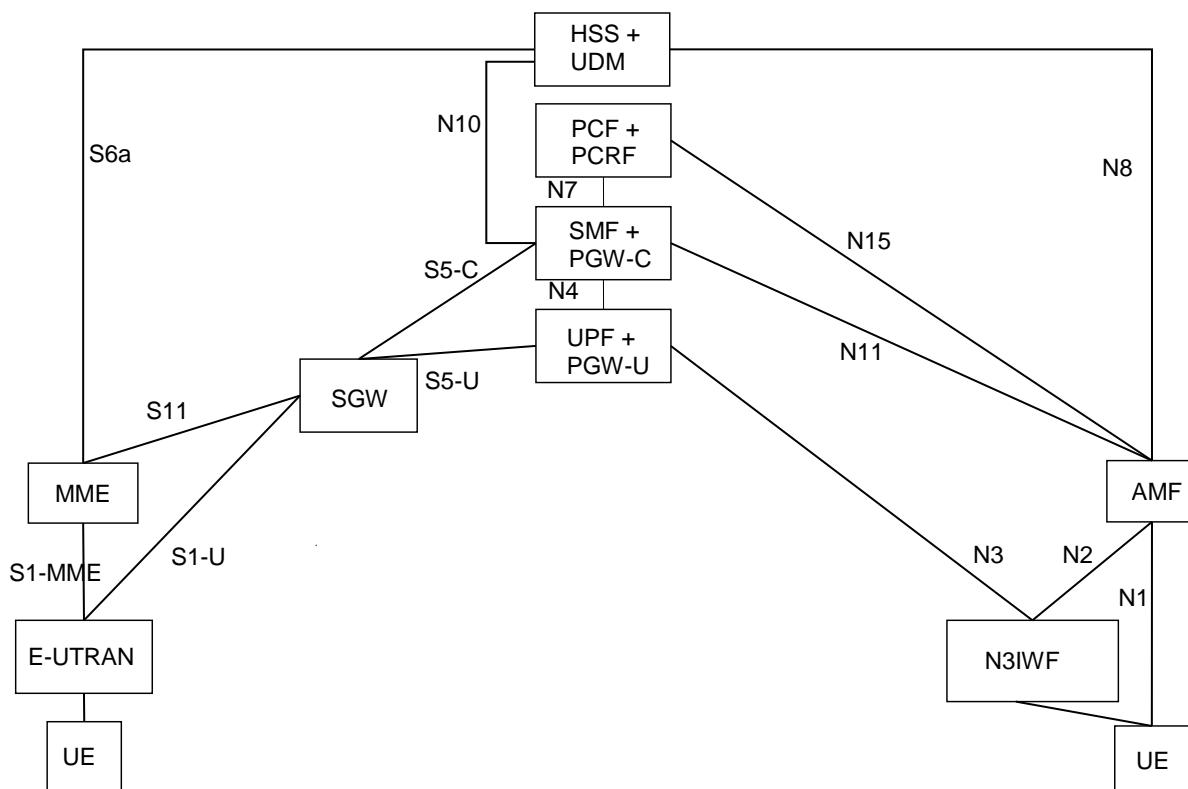 HSS +
UDM
N10
PCF +
PCRF
S6a
N8
N7
SMF +
PGW-C
N15
S5-C
N4
UPF +
PGW-U
N11
S5-U
SGW
S11
MME
AMF
S1-U
N3
N2
S1-MME
N1
E-UTRAN
N3IWF
UE
UE